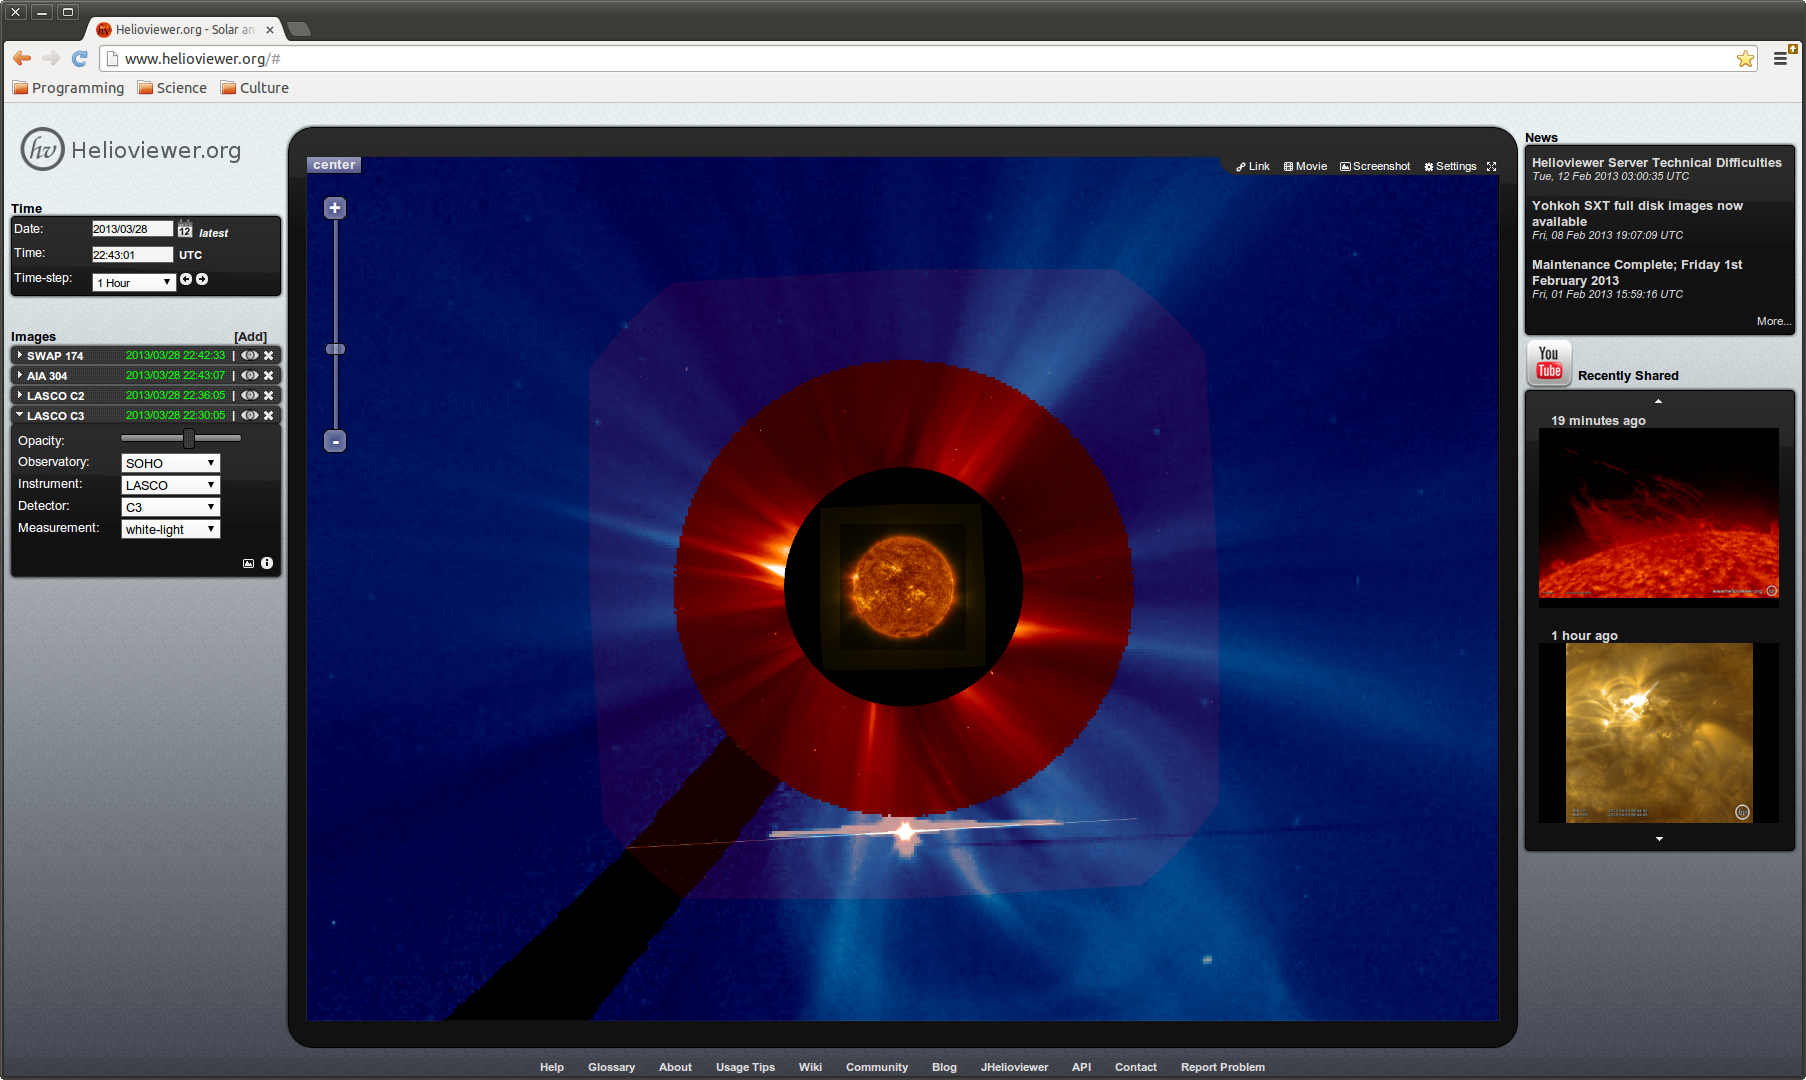 Helioviewer.org - Solar an
www.helioviewer.org/#
Programming
Science
Culture
hv Helioviewer.org
Time
Date: 2013/03/28 12 latest
Time: 22:43:01 UTC
Time-step: 1 Hour
Images [Add]
SWAP 174 2013/03/28 22:42:33
AIA 304 2013/03/28 22:43:07
LASCO C2 2013/03/28 22:36:05
LASCO C3 2013/03/28 22:30:05
Opacity:
Observatory: SOHO
Instrument: LASCO
Detector: C3
Measurement: white-light
center
+
-
Link Movie Screenshot Settings
News
Helioviewer Server Technical Difficulties
Tue, 12 Feb 2013 03:00:35 UTC
Yohkoh SXT full disk images now
available
Fri, 08 Feb 2013 19:07:09 UTC
Maintenance Complete; Friday 1st
February 2013
Fri, 01 Feb 2013 15:59:16 UTC
More...
You
Tube
Recently Shared
19 minutes ago
www.helioviewer.org
1 hour ago
Help Glossary About Usage Tips Wiki Community Blog JHelioviewer API Contact Report Problem